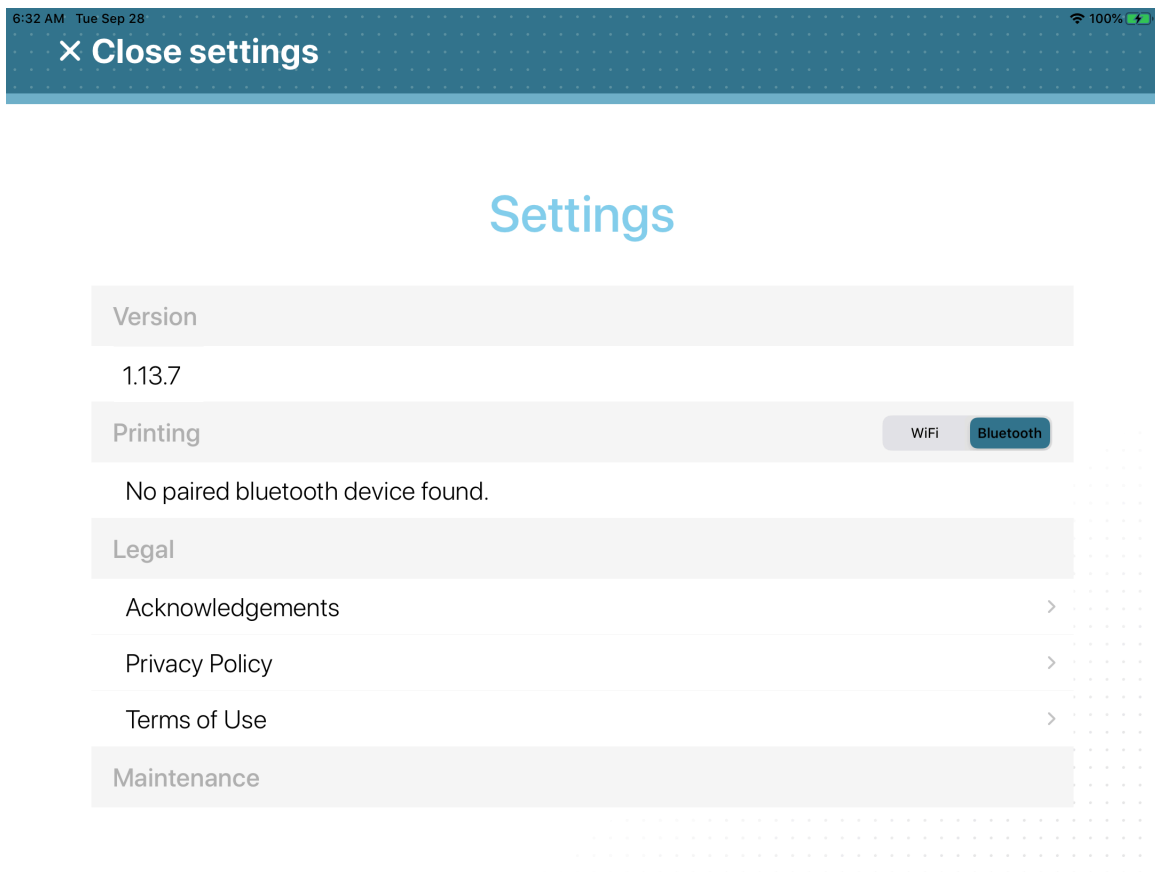 6:32 AM Tue Sep 28 100%
Close settings
Settings
Version
1.13.7
Printing WiFi Bluetooth
No paired bluetooth device found.
Legal
Acknowledgements
Privacy Policy
Terms of Use
Maintenance